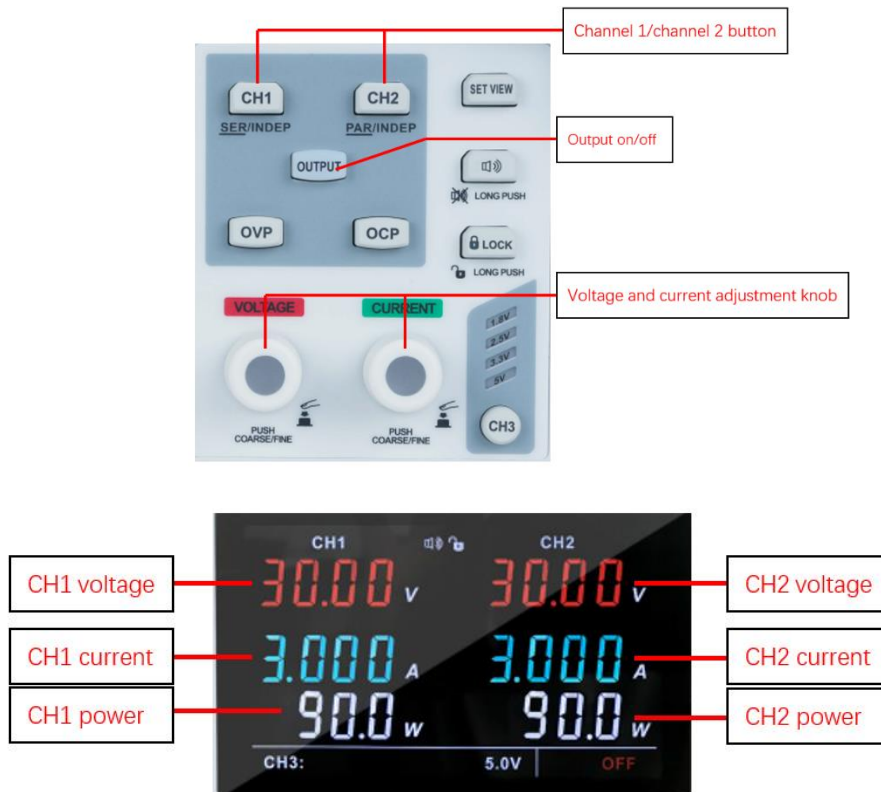 Channel 1/channel 2 button
CH1
CH2
SET VIEW
SER/INDEP
PAR/INDEP
Output on/off
OUTPUT
LONG PUSH
OVP
OCP
LOCK
LONG PUSH
Voltage and current adjustment knob
VOLTAGE
CURRENT
1.8V
2.5V
3.3V
5V
PUSH
COARSE/FINE
PUSH
COARSE/FINE
CH3
CH1
CH2
CH1 voltage
30.00 V
30.00 V
CH2 voltage
CH1 current
3.000 A
3.000 A
CH2 current
CH1 power
90.0 W
90.0 W
CH2 power
CH3:
5.0V
OFF